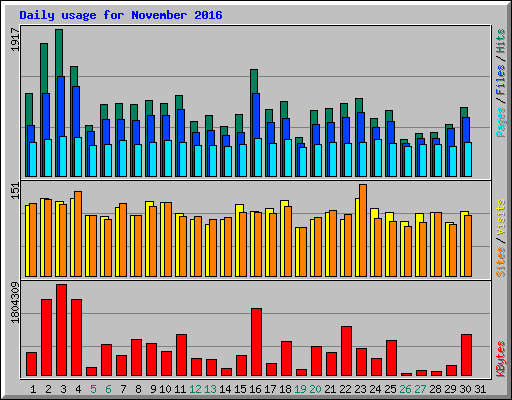 Daily usage for November 2016
1917
Pages / Files / Hits
151
Sites / Visits
1804309
KBytes
1 2 3 4 5 6 7 8 9 10 11 12 13 14 15 16 17 18 19 20 21 22 23 24 25 26 27 28 29 30 31